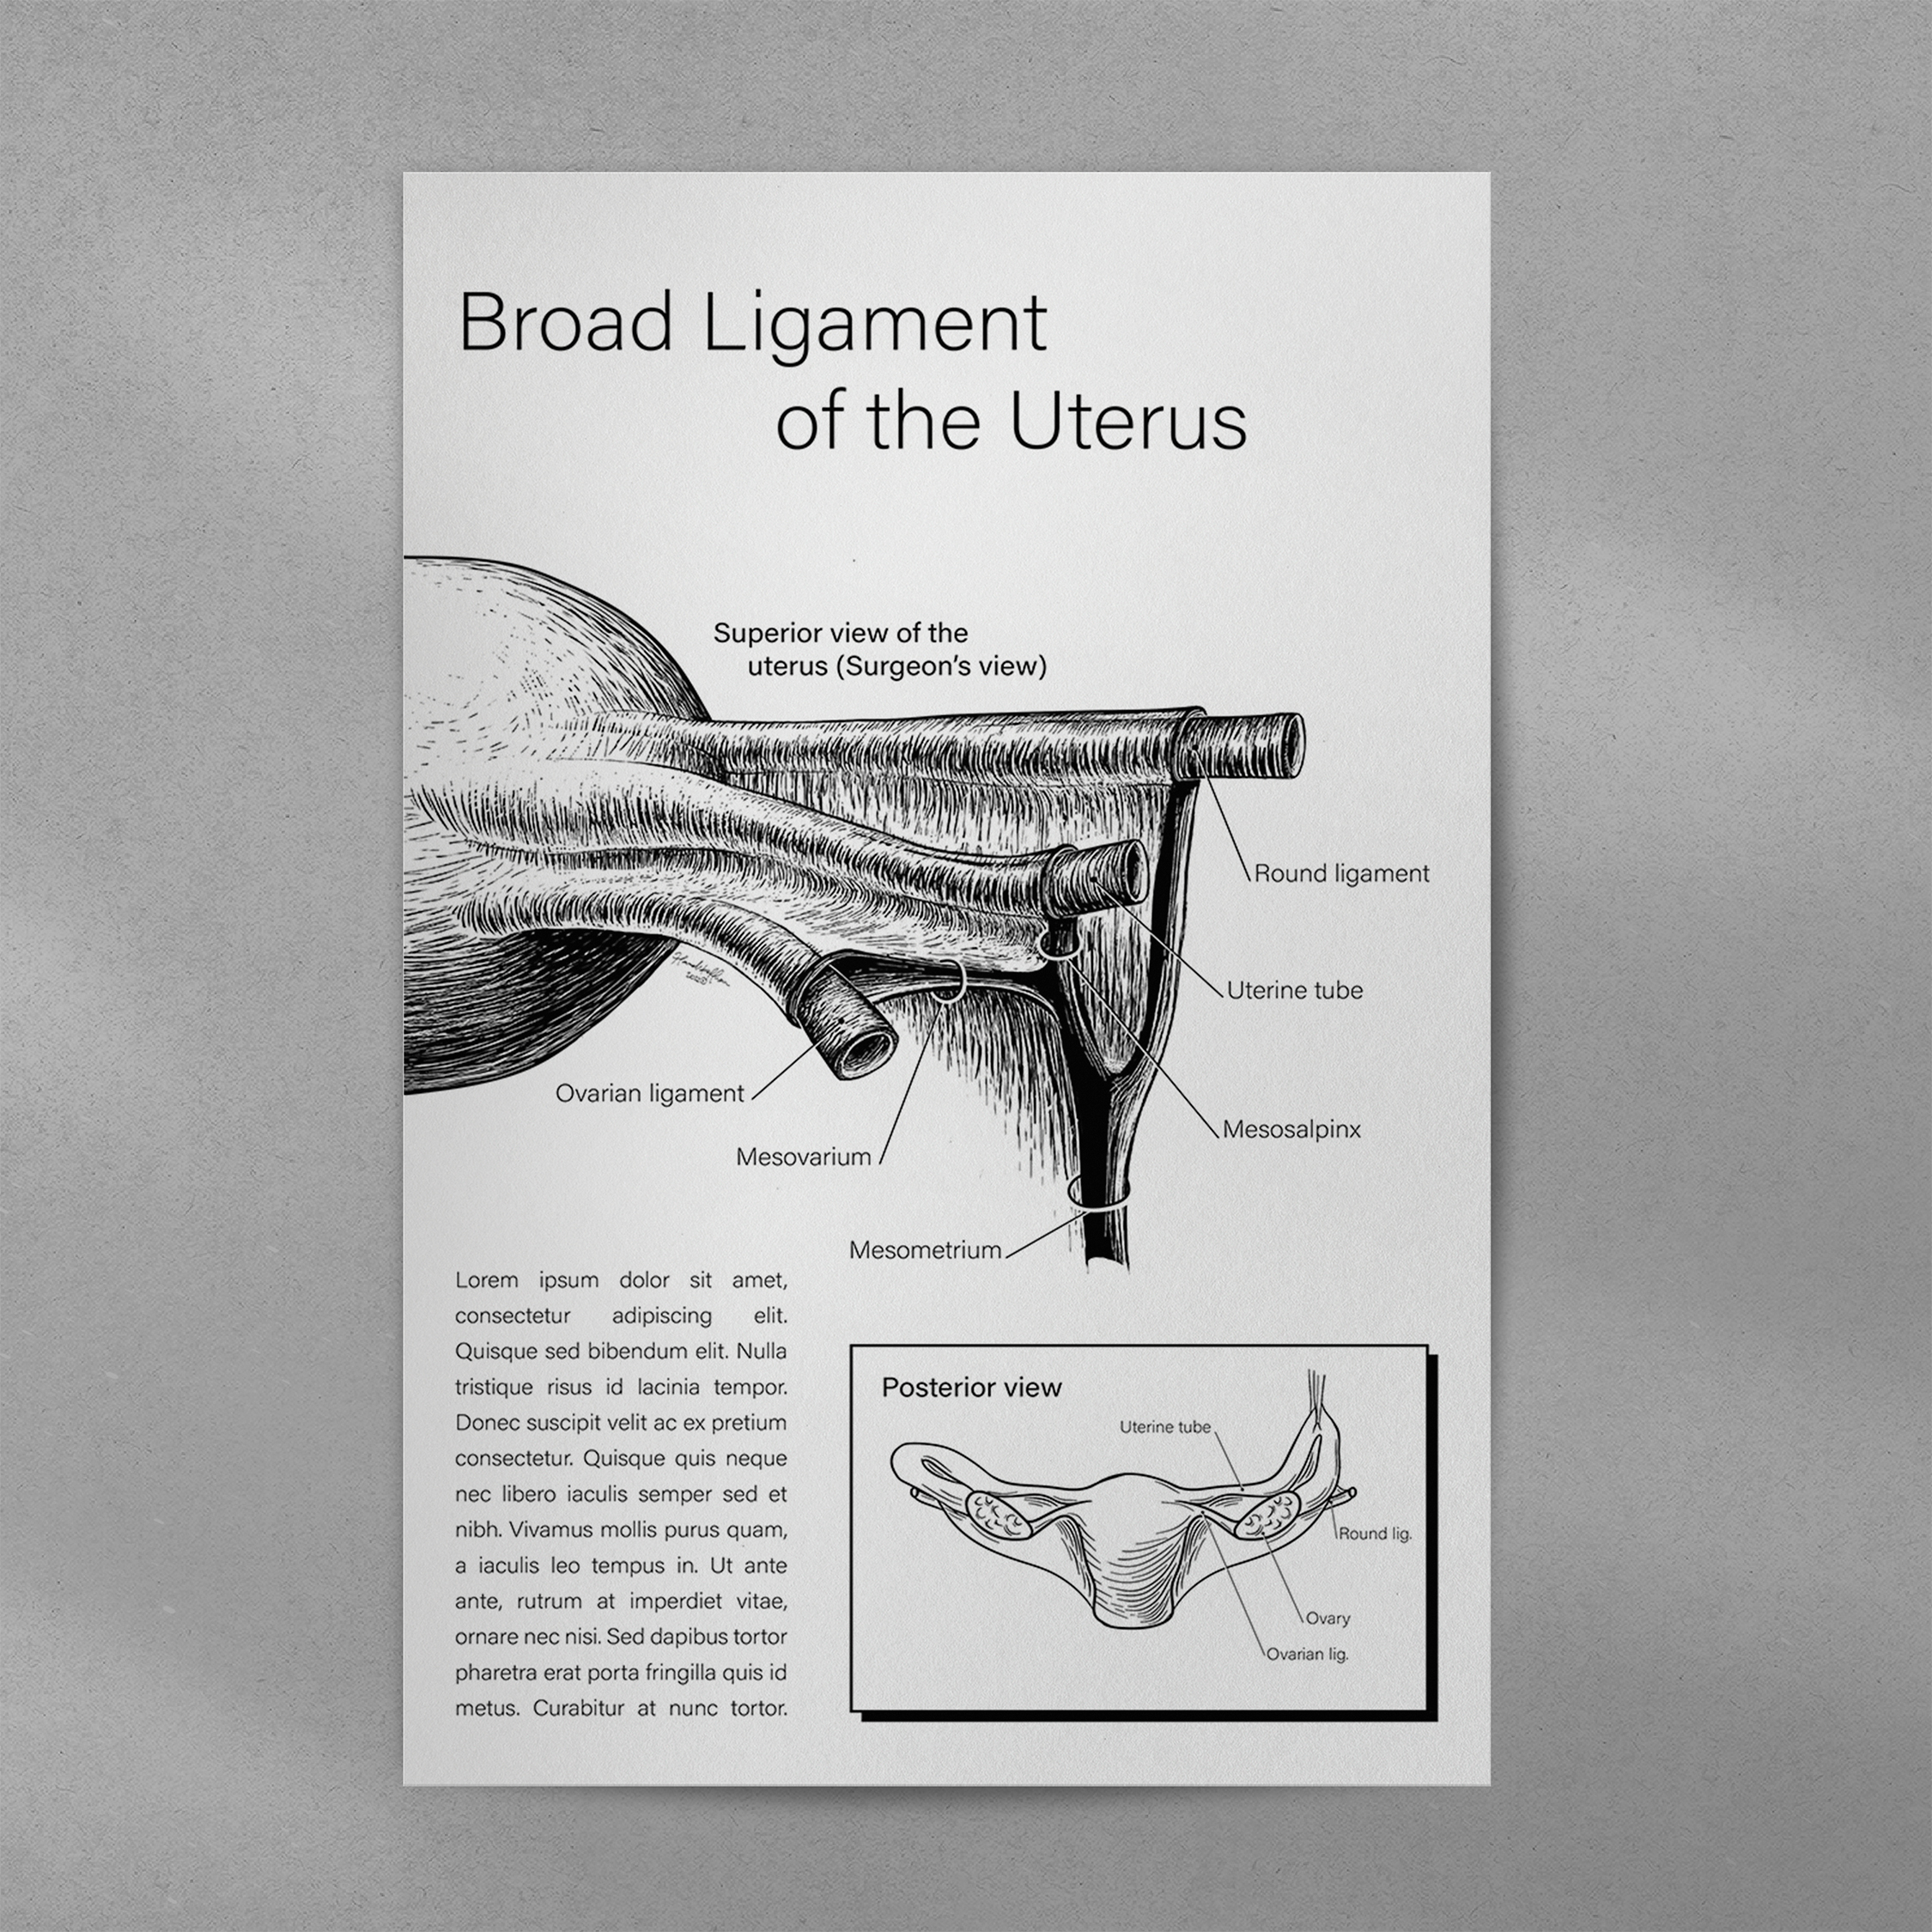 Broad Ligament
of the Uterus
Superior view of the
uterus (Surgeon's view)
Round ligament
Uterine tube
Ovarian ligament
Mesosalpinx
Mesovarium
Mesometrium
Lorem ipsum dolor sit amet,
consectetur adipiscing elit.
Quisque sed bibendum elit. Nulla
tristique risus id lacinia tempor.
Donec suscipit velit ac ex pretium
consectetur. Quisque quis neque
nec libero iaculis semper sed et
nibh. Vivamus mollis purus quam,
a iaculis leo tempus in. Ut ante
ante, rutrum at imperdiet vitae,
ornare nec nisi. Sed dapibus tortor
pharetra erat porta fringilla quis id
metus. Curabitur at nunc tortor.
Posterior view
Uterine tube
Round lig.
Ovary
Ovarian lig.